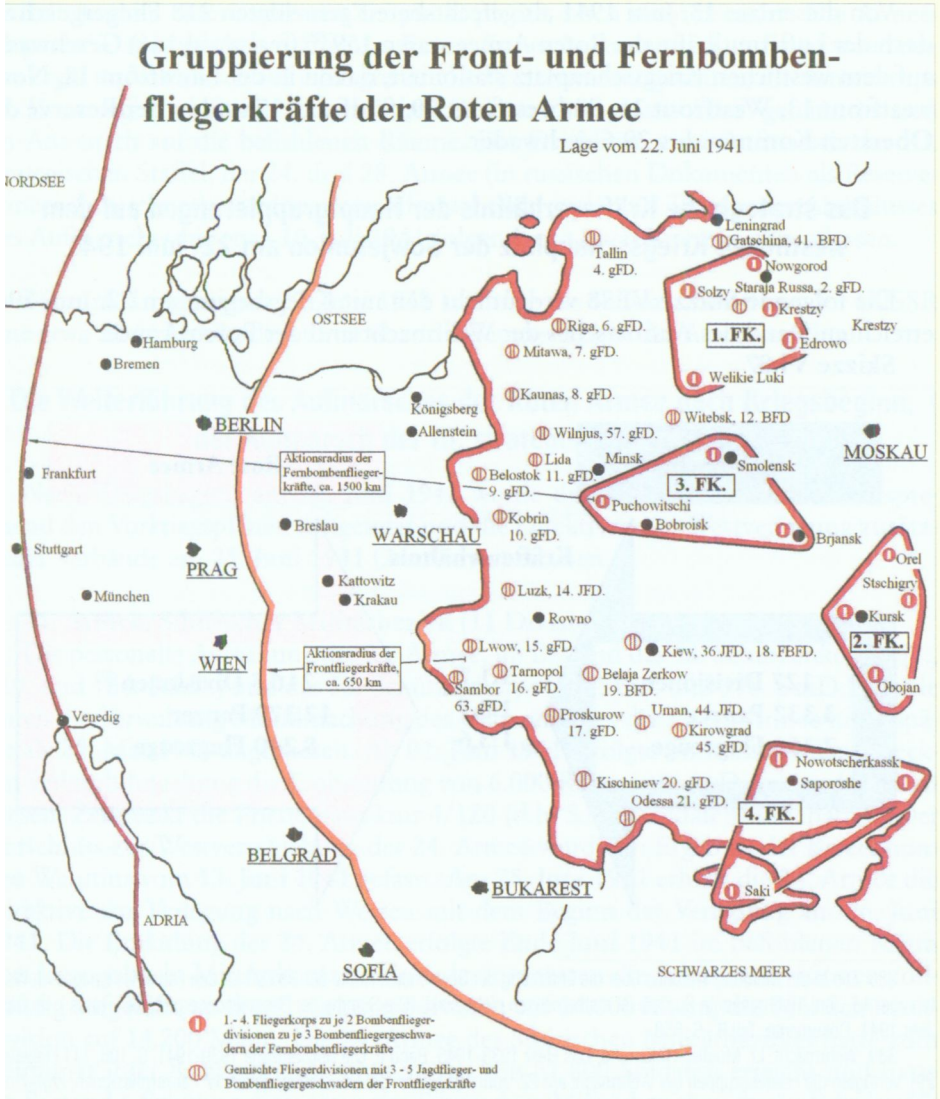 Gruppierung der Front- und Fernbomben-
fliegerkräfte der Roten Armee
Lage vom 22. Juni 1941
NORDSEE
OSTSEE
Hamburg
Bremen
BERLIN
Königsberg
Allenstein
Frankfurt
Stuttgart
München
Breslau
PRAG
WARSCHAU
Kattowitz
Krakau
WIEN
Venedig
BELGRAD
BUKAREST
SOFIA
ADRIA
SCHWARZES MEER
MOSKAU
Aktionsradius der
Fernbombenflieger-
kräfte, ca. 1500 km
Aktionsradius der
Frontfliegerkräfte,
ca. 650 km
Leningrad
Gatschina, 41. BFD.
Tallin
4. gFD.
Nowgorod
Solzy
Staraja Russa, 2. gFD.
Krestzy
Krestzy
1. FK.
Edrowo
Welikie Luki
Riga, 6. gFD.
Mitawa, 7. gFD.
Kaunas, 8. gFD.
Witebsk, 12. BFD
Wilnjus, 57. gFD.
Lida
11. gFD.
Belostok
9. gFD.
Minsk
Smolensk
3. FK.
Puchowitschi
Bobroisk
Brjansk
Kobrin
10. gFD.
Orel
Stschigry
Kursk
2. FK.
Obojan
Luzk, 14. JFD.
Rowno
Lwow, 15. gFD.
Kiew, 36.JFD., 18. FBFD.
Tarnopol
16. gFD.
Belaja Zerkow
19. BFD.
Sambor
63. gFD.
Proskurow
17. gFD.
Uman, 44. JFD.
Kirowgrad
45. gFD.
Kischinew 20. gFD.
Odessa 21. gFD.
Nowotscherkassk
Saporoshe
4. FK.
Saki
1.- 4. Fliegerkorps zu je 2 Bombenflieger-
divisionen zu je 3 Bombenfliegergeschwa-
dern der Fernbombenfliegerkräfte
Gemischte Fliegerdivisionen mit 3 - 5 Jagdflieger- und
Bombenfliegergeschwadern der Frontfliegerkräfte